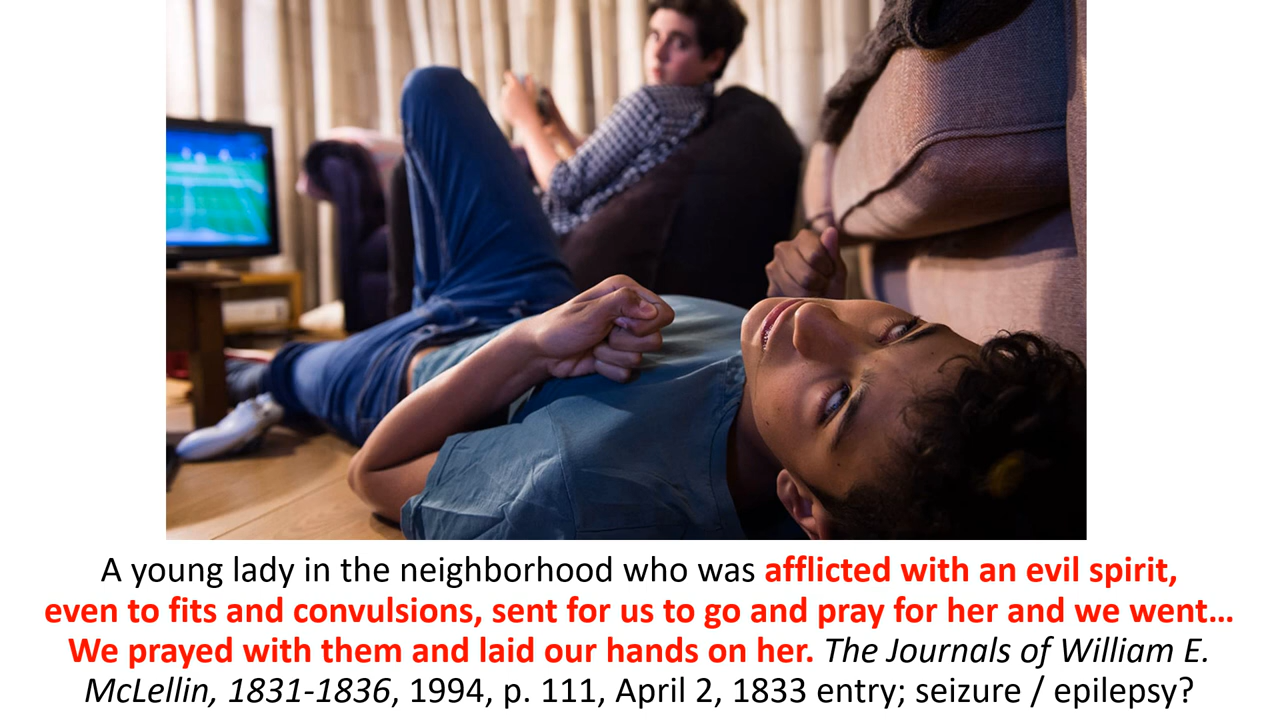 A young lady in the neighborhood who was afflicted with an evil spirit,
even to fits and convulsions, sent for us to go and pray for her and we went...
We prayed with them and laid our hands on her. The Journals of William E.
McLellin, 1831-1836, 1994, p. 111, April 2, 1833 entry; seizure / epilepsy?